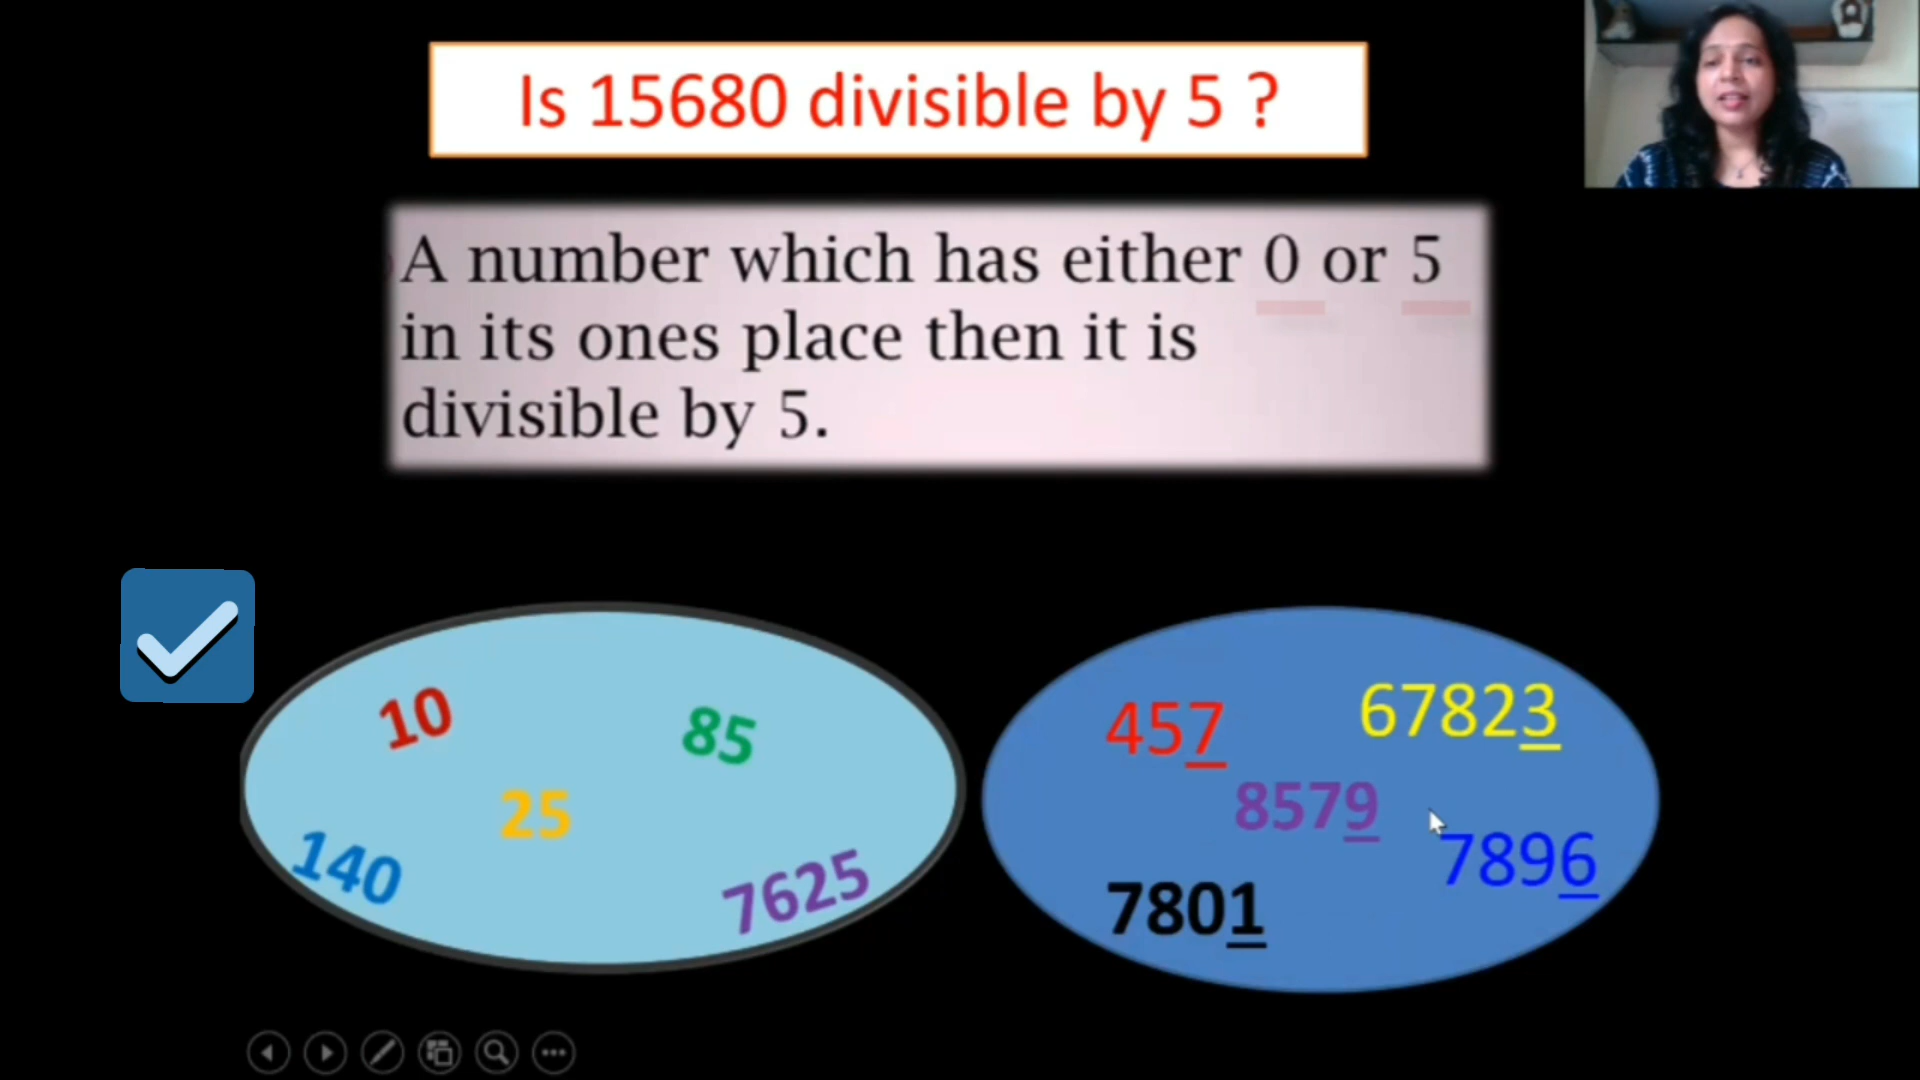 Is 15680 divisible by 5 ?
A number which has either 0 or 5
in its ones place then it is
divisible by 5.
10
85
25
140
7625
457
67823
8579
7896
7801